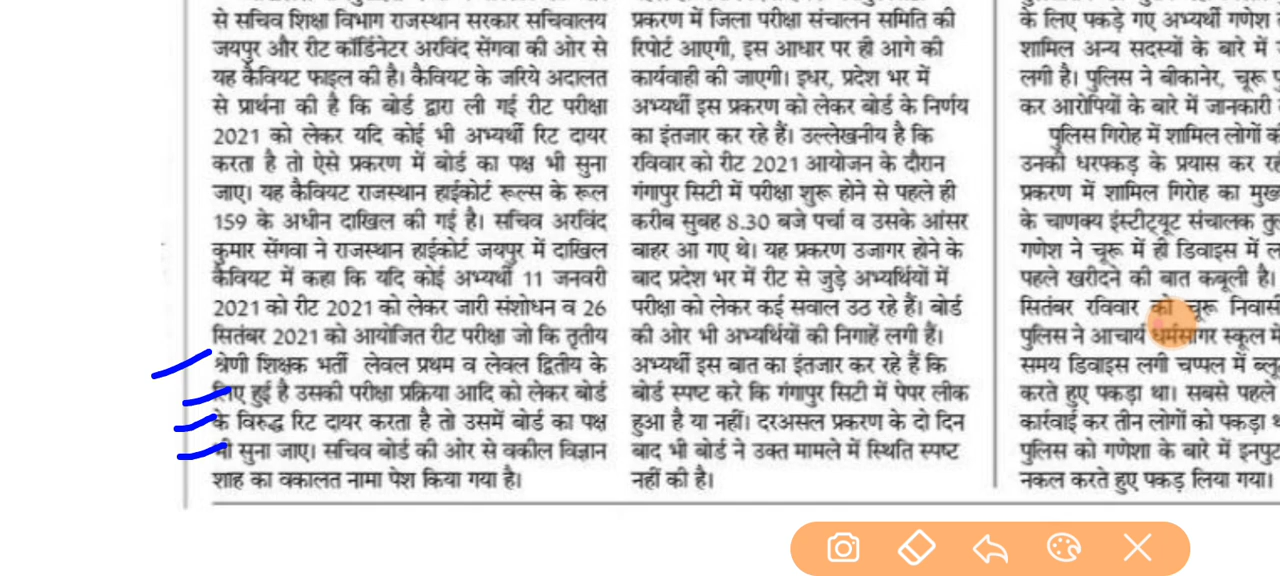 से सचिव शिक्षा विभाग राजस्थान सरकार सचिवालय
जयपुर और रीट कॉर्डिनेटर अरविंद सेंगवा की ओर से
यह कैवियट फाइल की है। कैवियट के जरिये अदालत
से प्रार्थना की है कि बोर्ड द्वारा ली गई रीट परीक्षा
2021 को लेकर यदि कोई भी अभ्यर्थी रिट दायर
करता है तो ऐसे प्रकरण में बोर्ड का पक्ष भी सुना
जाए। यह कैवियट राजस्थान हाईकोर्ट रूल्स के रूल
159 के अधीन दाखिल की गई है। सचिव अरविंद
कुमार सेंगवा ने राजस्थान हाईकोर्ट जयपुर में दाखिल
कैवियट में कहा कि यदि कोई अभ्यर्थी 11 जनवरी
2021 को रीट 2021 को लेकर जारी संशोधन व 26
सितंबर 2021 को आयोजित रीट परीक्षा जो कि तृतीय
श्रेणी शिक्षक भर्ती लेवल प्रथम व लेवल द्वितीय के
लिए हुई है उसकी परीक्षा प्रक्रिया आदि को लेकर बोर्ड
के विरुद्ध रिट दायर करता है तो उसमें बोर्ड का पक्ष
भी सुना जाए। सचिव बोर्ड की ओर से वकील विज्ञान
शाह का वकालत नामा पेश किया गया है।
प्रकरण में जिला परीक्षा संचालन समिति की
रिपोर्ट आएगी, इस आधार पर ही आगे की
कार्यवाही की जाएगी। इधर, प्रदेश भर में
अभ्यर्थी इस प्रकरण को लेकर बोर्ड के निर्णय
का इंतजार कर रहे हैं। उल्लेखनीय है कि
रविवार को रीट 2021 आयोजन के दौरान
गंगापुर सिटी में परीक्षा शुरू होने से पहले ही
करीब सुबह 8.30 बजे पर्चा व उसके आंसर
बाहर आ गए थे। यह प्रकरण उजागर होने के
बाद प्रदेश भर में रीट से जुड़े अभ्यर्थियों में
परीक्षा को लेकर कई सवाल उठ रहे हैं। बोर्ड
की ओर भी अभ्यर्थियों की निगाहें लगी हैं।
अभ्यर्थी इस बात का इंतजार कर रहे हैं कि
बोर्ड स्पष्ट करे कि गंगापुर सिटी में पेपर लीक
हुआ है या नहीं। दरअसल प्रकरण के दो दिन
बाद भी बोर्ड ने उक्त मामले में स्थिति स्पष्ट
नहीं की है।
के लिए पकड़े गए अभ्यर्थी गणेश
शामिल अन्य सदस्यों के बारे में
लगी है। पुलिस ने बीकानेर, चूरू
कर आरोपियों के बारे में जानकारी
पुलिस गिरोह में शामिल लोगों
उनकी धरपकड़ के प्रयास कर
प्रकरण में शामिल गिरोह का
के चाणक्य इंस्टीट्यूट संचालक
गणेश ने चूरू में ही डिवाइस में
पहले खरीदने की बात कबूली है।
सितंबर रविवार को चूरू
पुलिस ने आचार्य धर्मसागर स्कूल
समय डिवाइस लगी चप्पल में
करते हुए पकड़ा था। सबसे पहले
कार्रवाई कर तीन लोगों को पकड़ा
पुलिस को गणेशा के बारे में
नकल करते हुए पकड़ लिया गया।